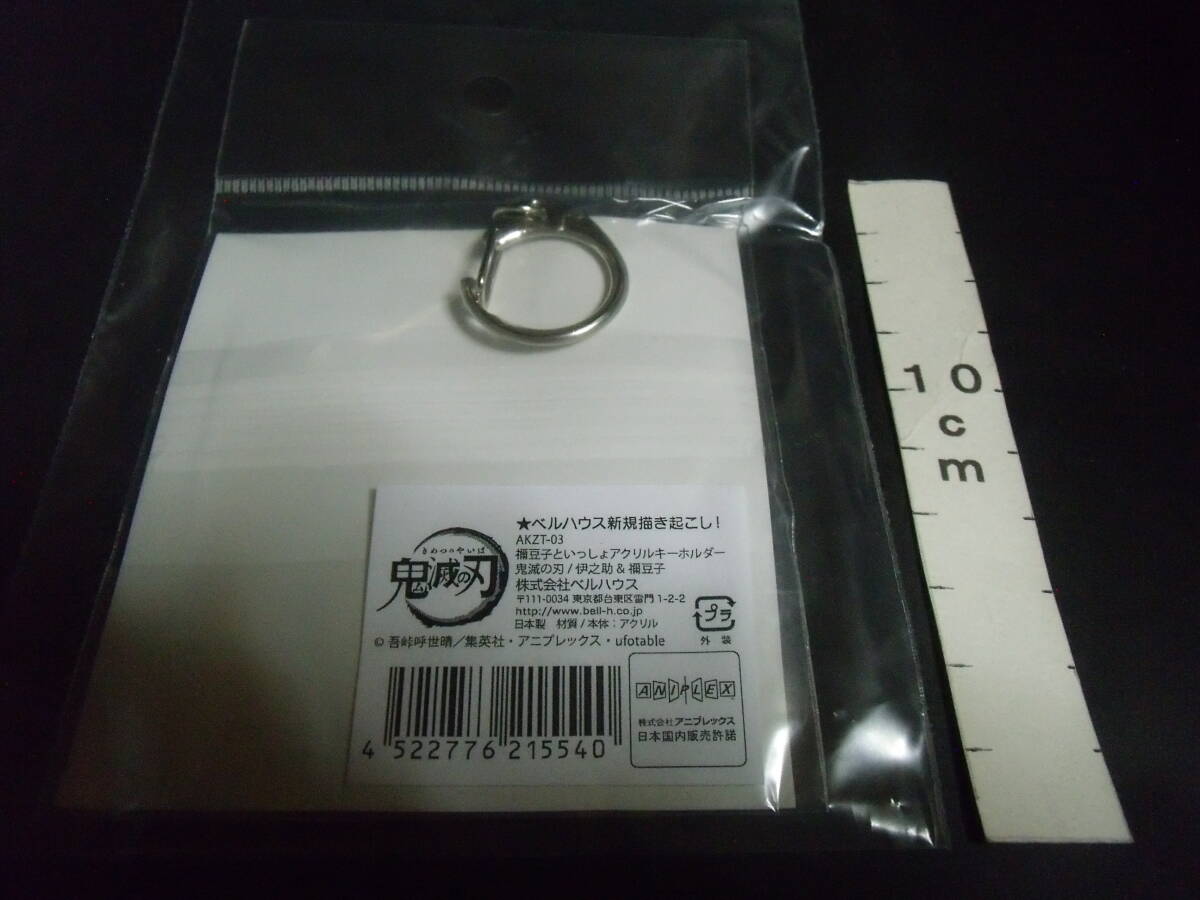 ★ベルハウス新規描き起こし!
AKZT-03
禰豆子といっしょアクリルキーホルダー
鬼滅の刃/伊之助&禰豆子
株式会社ベルハウス
〒111-0034 東京都台東区雷門 1-2-2
http://www.bell-h.co.jp
日本製 材質/本体:アクリル
きめつのやいば
鬼滅の刃
プラ
外装
© 吾峠呼世晴/集英社・アニプレックス・ufotable
4 522776 215540
ANIPLEX
株式会社アニプレックス
日本国内販売許諾
10
c
m